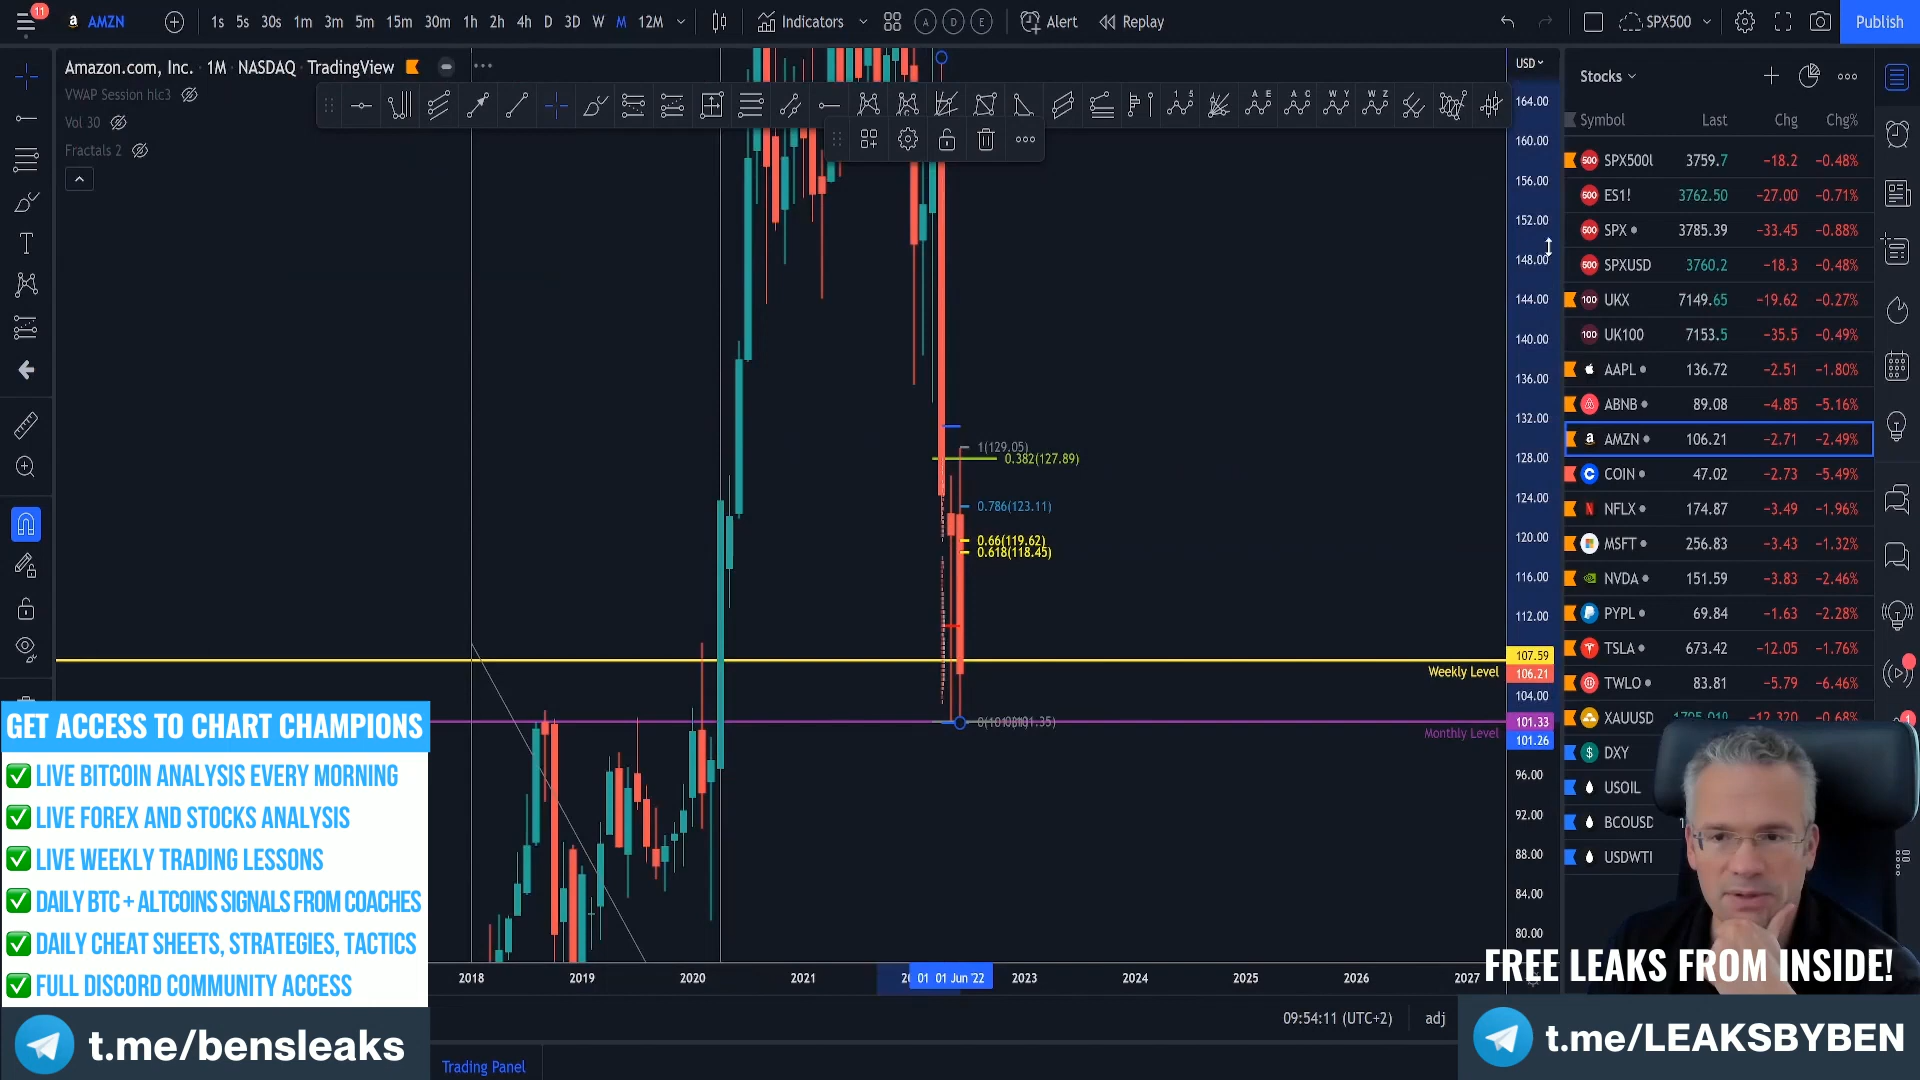 11
AMZN
1s 5s 30s 1m 3m 5m 15m 30m 1h 2h 4h D 3D W M 12M
Indicators
A D E
Alert
Replay
SPX500
Publish
Amazon.com, Inc. · 1M · NASDAQ · TradingView
VWAP Session hlc3
Vol 30
Fractals 2
USD
164.00
160.00
156.00
152.00
148.00
144.00
140.00
136.00
132.00
128.00
124.00
120.00
116.00
112.00
107.59
106.21
104.00
101.33
101.26
96.00
92.00
88.00
84.00
80.00
1(129.05)
0.382(127.89)
0.786(123.11)
0.66(119.62)
0.618(118.45)
Weekly Level
Monthly Level
2018 2019 2020 2021 01 01 Jun '22 2023 2024 2025 2026 2027
09:54:11 (UTC+2)
adj
Trading Panel
Stocks
Symbol Last Chg Chg%
SPX500l 3759.7 −18.2 −0.48%
ES1! 3762.50 −27.00 −0.71%
SPX 3785.39 −33.45 −0.88%
SPXUSD 3760.2 −18.3 −0.48%
UKX 7149.65 −19.62 −0.27%
UK100 7153.5 −35.5 −0.49%
AAPL 136.72 −2.51 −1.80%
ABNB 89.08 −4.85 −5.16%
AMZN 106.21 −2.71 −2.49%
COIN 47.02 −2.73 −5.49%
NFLX 174.87 −3.49 −1.96%
MSFT 256.83 −3.43 −1.32%
NVDA 151.59 −3.83 −2.46%
PYPL 69.84 −1.63 −2.28%
TSLA 673.42 −12.05 −1.76%
TWLO 83.81 −5.79 −6.46%
XAUUSD −12.320 −0.68%
DXY
USOIL
BCOUSD
USDWTI
GET ACCESS TO CHART CHAMPIONS
✅ LIVE BITCOIN ANALYSIS EVERY MORNING
✅ LIVE FOREX AND STOCKS ANALYSIS
✅ LIVE WEEKLY TRADING LESSONS
✅ DAILY BTC + ALTCOINS SIGNALS FROM COACHES
✅ DAILY CHEAT SHEETS, STRATEGIES, TACTICS
✅ FULL DISCORD COMMUNITY ACCESS
t.me/bensleaks
FREE LEAKS FROM INSIDE!
t.me/LEAKSBYBEN